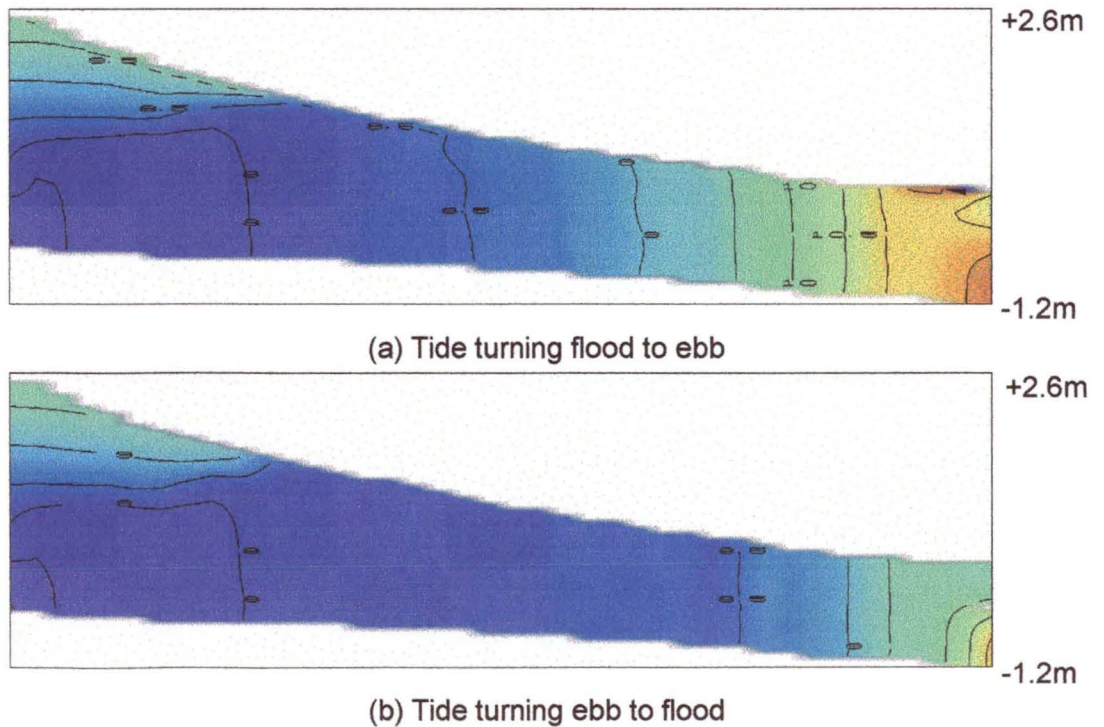 +2.6m
-1.2m
(a) Tide turning flood to ebb
+2.6m
-1.2m
(b) Tide turning ebb to flood